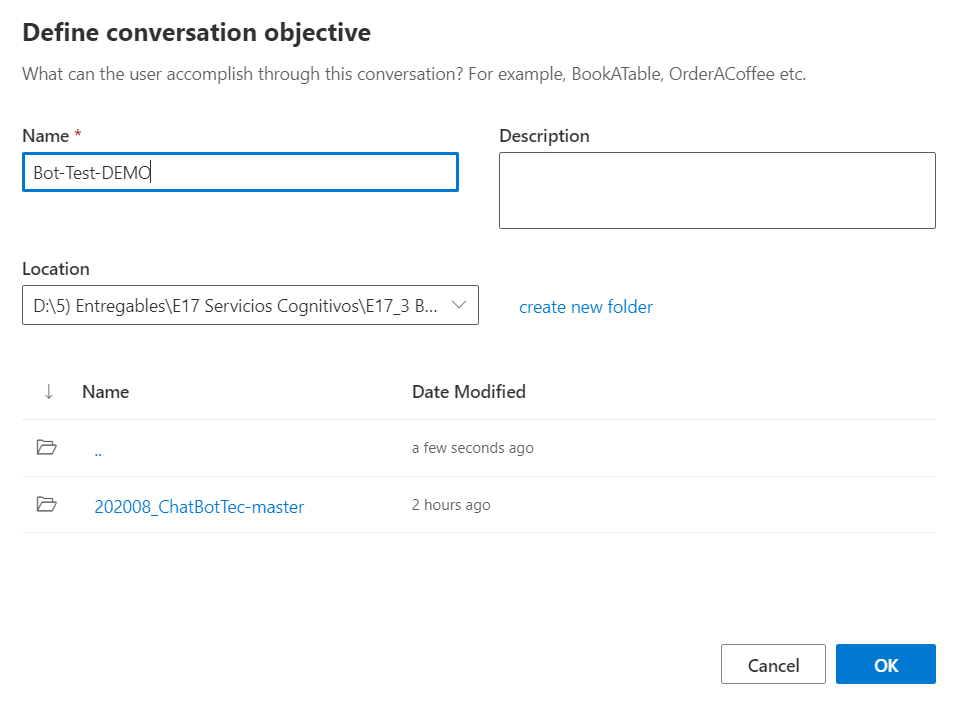 Define conversation objective
What can the user accomplish through this conversation? For example, BookATable, OrderACoffee etc.
Name *
Description
Bot-Test-DEMO
Location
D:\5) Entregables\E17 Servicios Cognitivos\E17_3 B...
create new folder
↓ Name Date Modified
.. a few seconds ago
202008_ChatBotTec-master 2 hours ago
Cancel OK